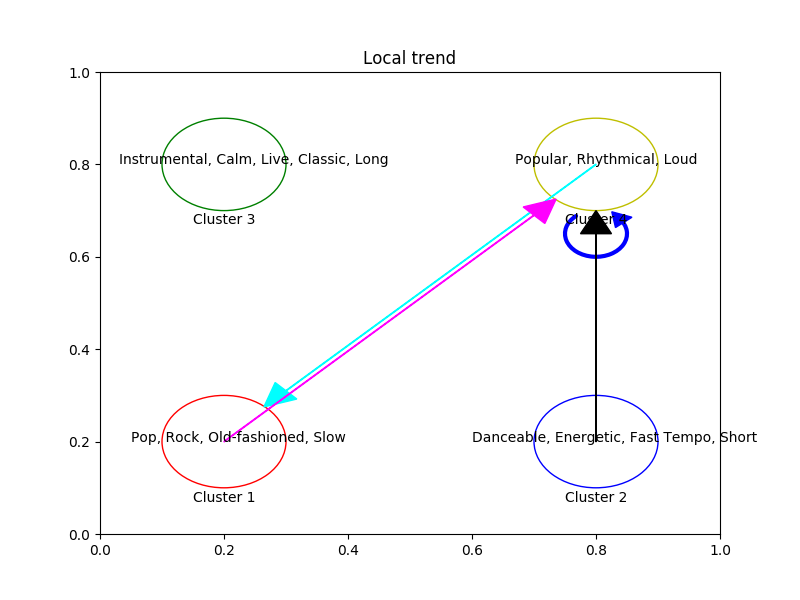 Local trend
1.0
0.8
0.6
0.4
0.2
0.0
Instrumental, Calm, Live, Classic, Long
Popular, Rhythmical, Loud
Cluster 3
Cluster 4
Pop, Rock, Old-fashioned, Slow
Danceable, Energetic, Fast Tempo, Short
Cluster 1
Cluster 2
0.0 0.2 0.4 0.6 0.8 1.0